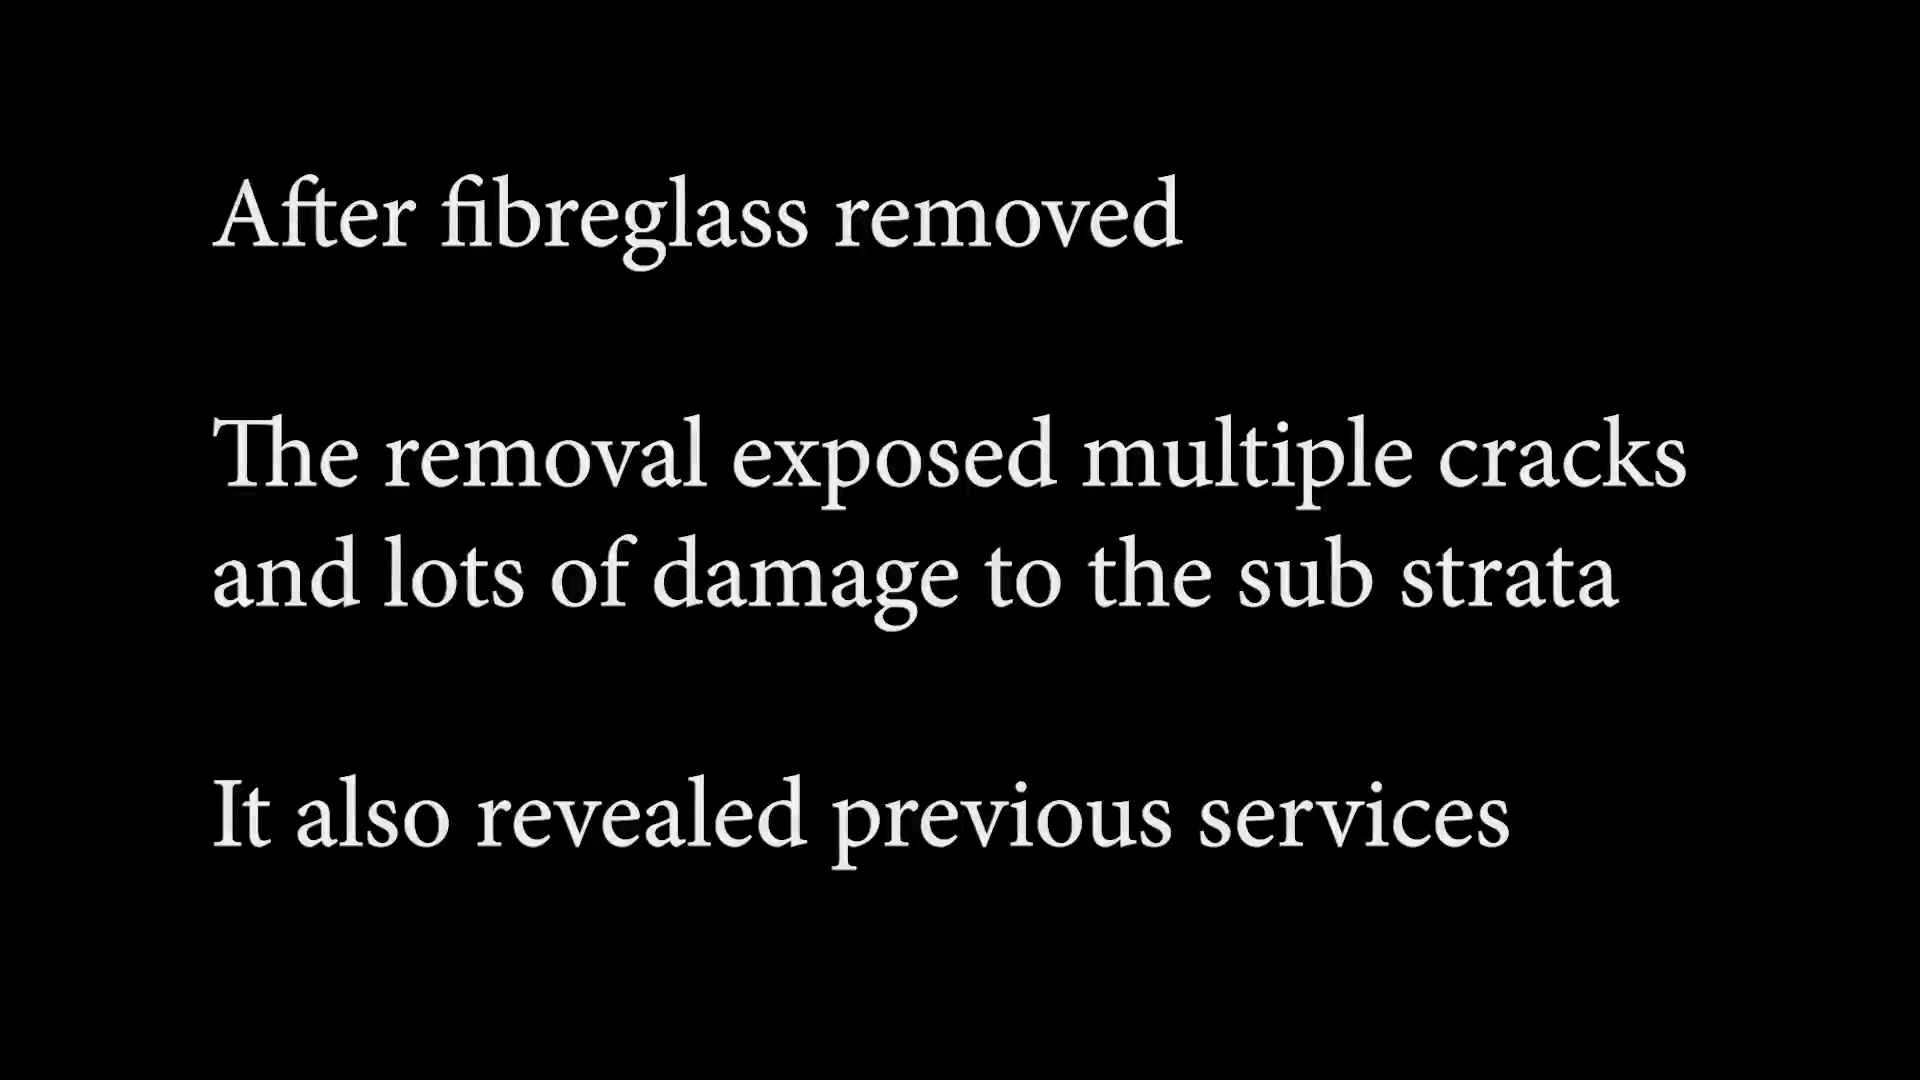 After fibreglass removed
The removal exposed multiple cracks
and lots of damage to the sub strata
It also revealed previous services